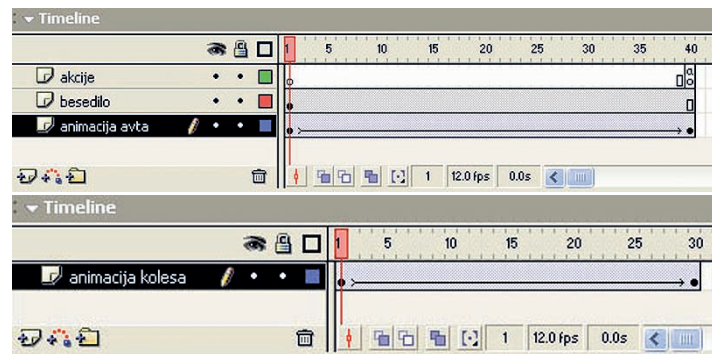 Timeline
1 5 10 15 20 25 30 35 40
akcije
a
besedilo
animacija avta
1 12.0 fps 0.0s
Timeline
1 5 10 15 20 25 30
animacija kolesa
1 12.0 fps 0.0s